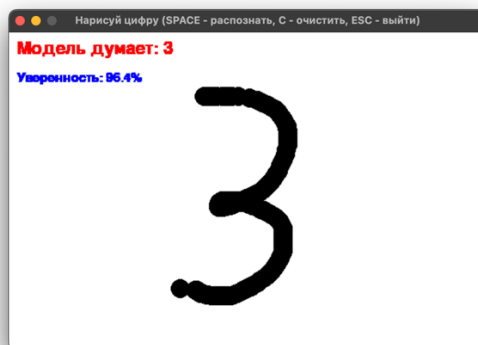 Нарисуй цифру (SPACE - распознать, C - очистить, ESC - выйти)
Модель думает: 3
Уверенность: 96.4%
3